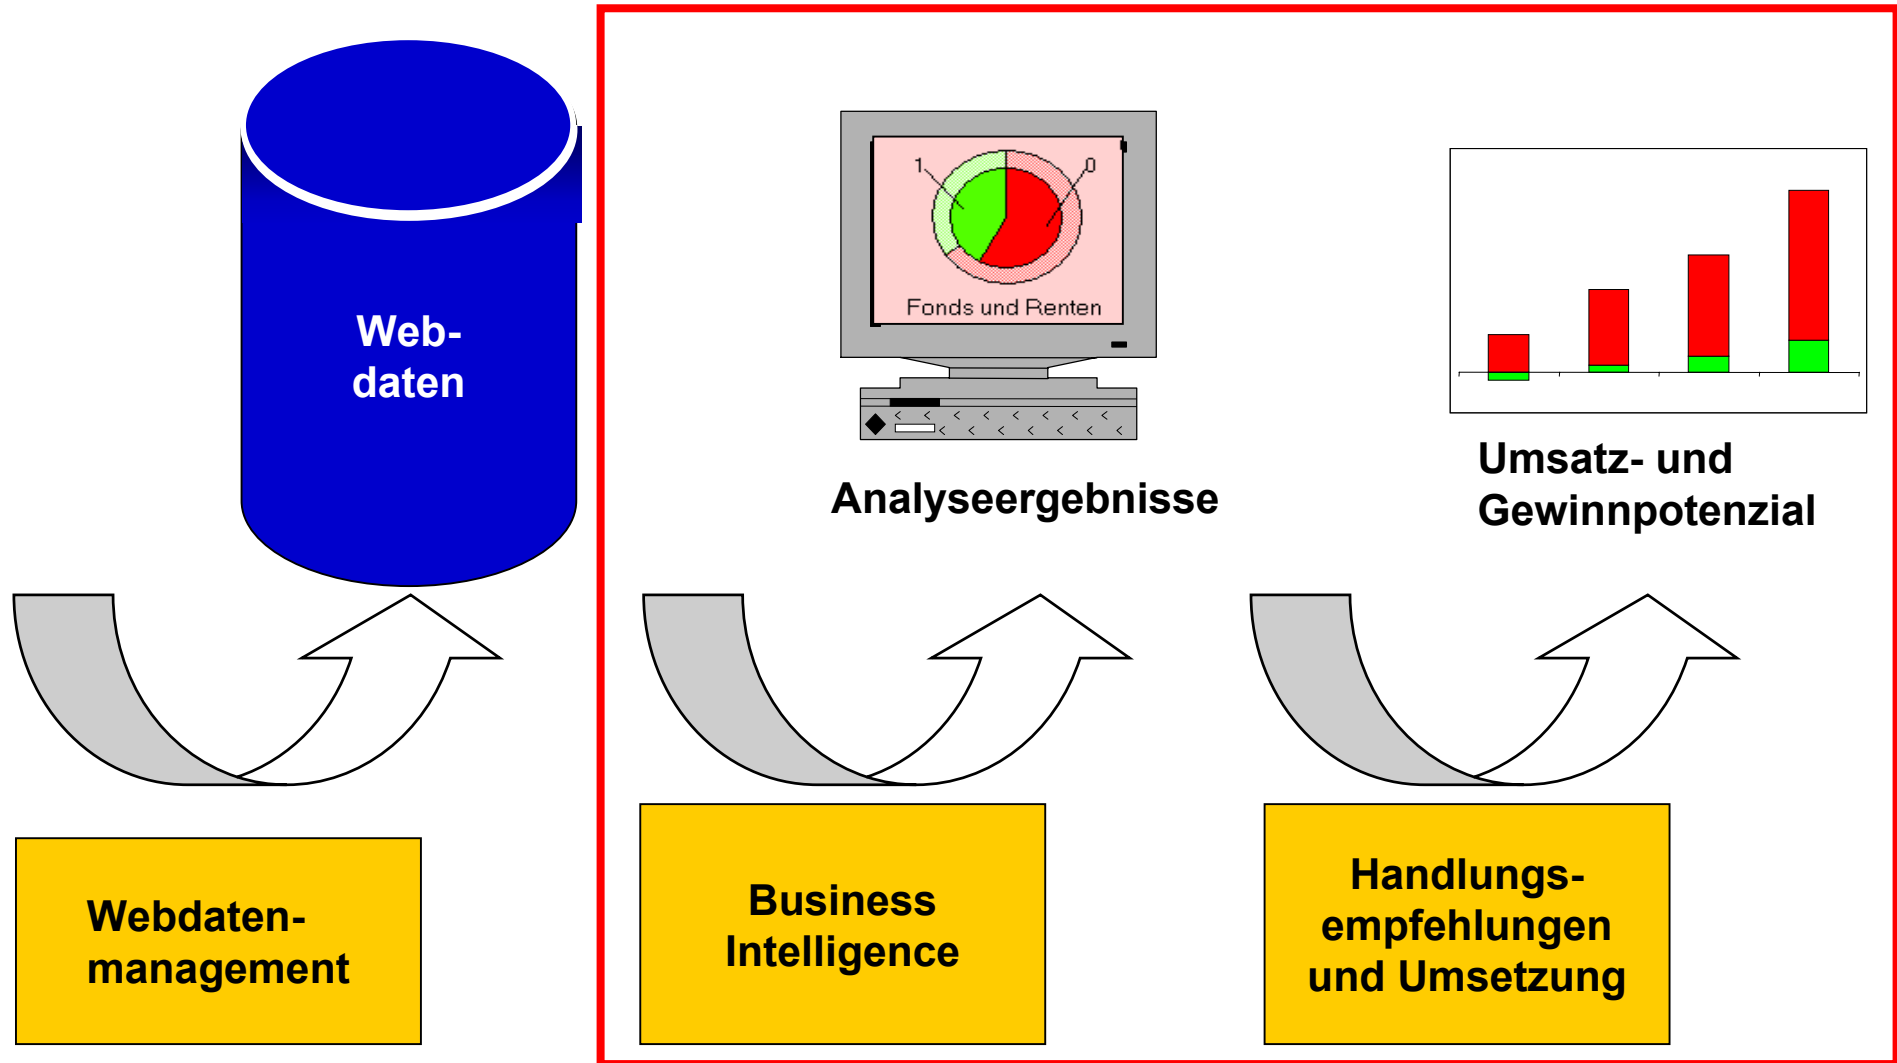 Web-
daten
1
0
Fonds und Renten
Analyseergebnisse
Umsatz- und
Gewinnpotenzial
Webdaten-
management
Business
Intelligence
Handlungs-
empfehlungen
und Umsetzung